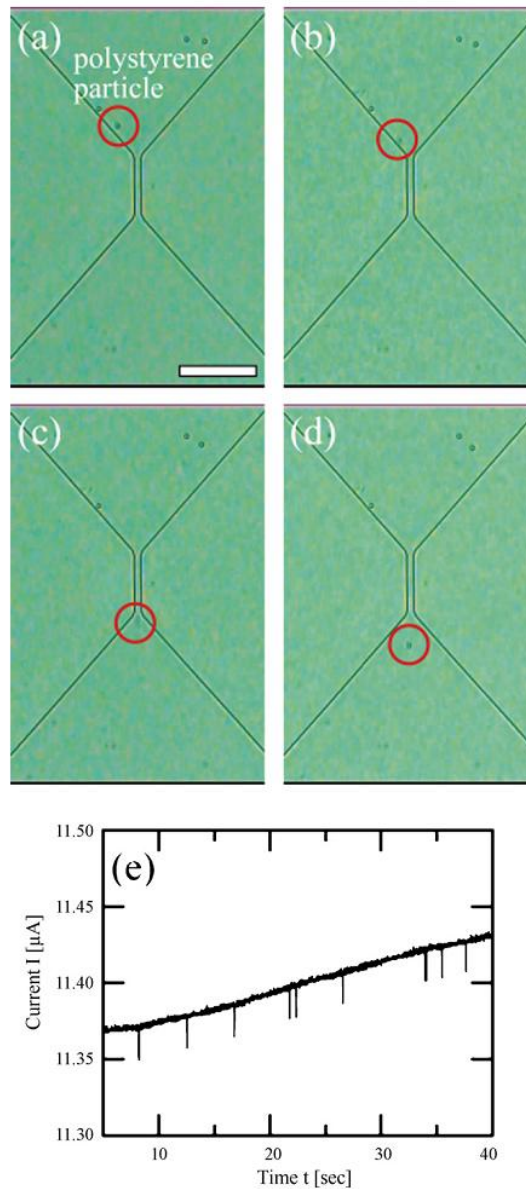 (a)
polystyrene
particle
(b)
(c)
(d)
(e)
11.50
11.45
11.40
11.35
11.30
Current I [μA]
10
20
30
40
Time t [sec]